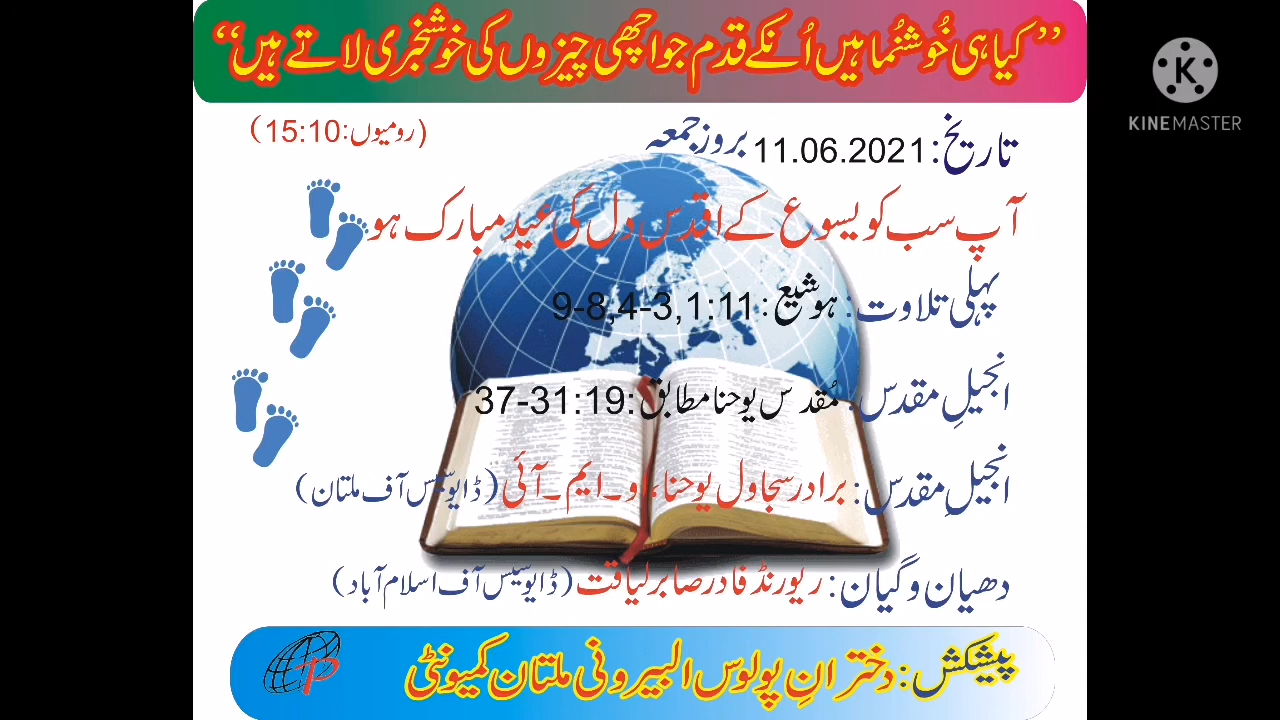 ”کیا ہی خُوشنُما ہیں اُنکے قدم جو اچھی چیزوں کی خوشخبری لاتے ہیں“
(رومیوں:15:10)
تاریخ: 11.06.2021 بروز جمعہ
آپ سب کو یسوع کے اقدس دل کی عید مبارک ہو
پہلی تلاوت: ہوشیع: 9-8,4-3,1:11
انجیلِ مقدس: مُقدس یوحنا مطابق: 37-31:19
انجیلِ مقدس: برادر سجاول یوحنا، او۔ایم۔آئی (ڈایوسیس آف ملتان)
دھیان و گیان: ریورنڈ فادر صابر لیاقت (ڈایوسیس آف اسلام آباد)
پیشکش: دخترانِ پولوس البیرونی ملتان کمیونٹی
P
K
KINEMASTER